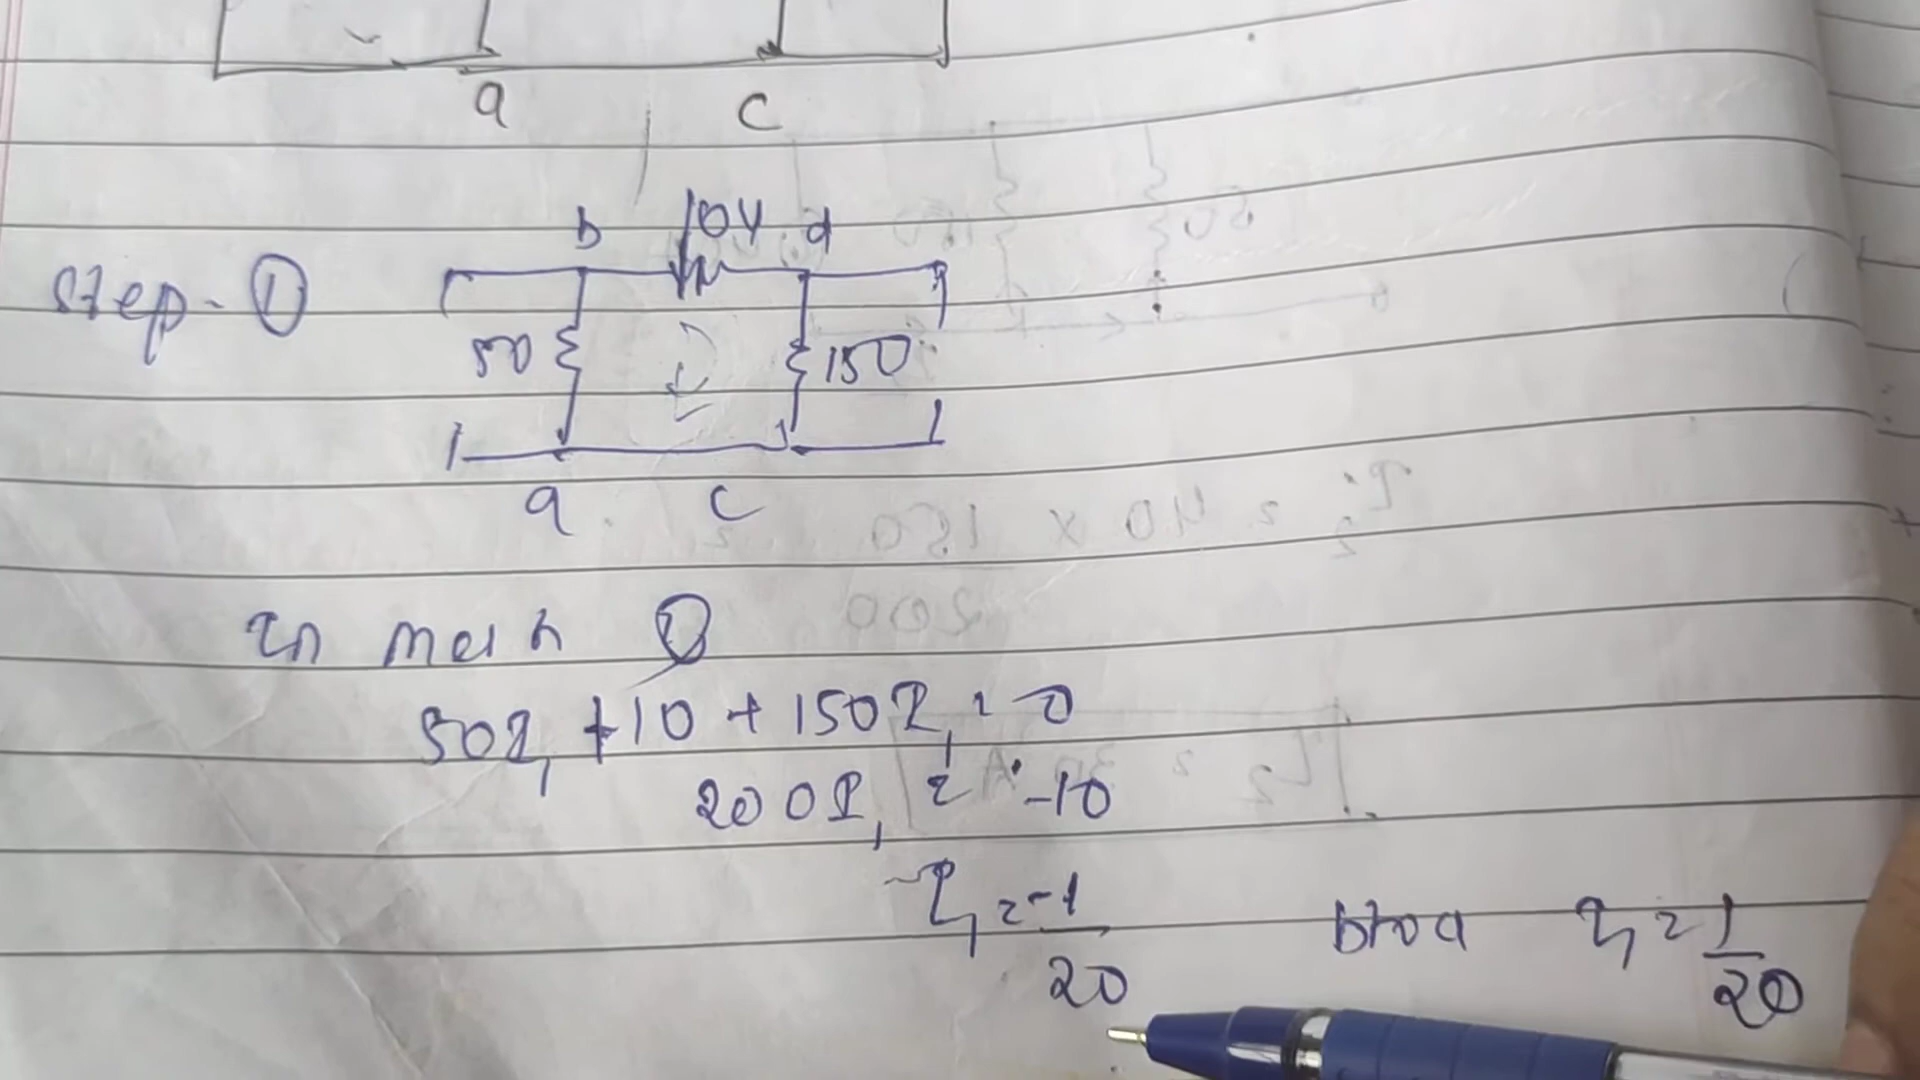 a c
b 10V d
Step-①
50 150
a c
In mesh ①
50I₁ + 10 + 150I₁ = 0
200I₁ = -10
I₁ = -1/20
b to a I₁ = 1/20